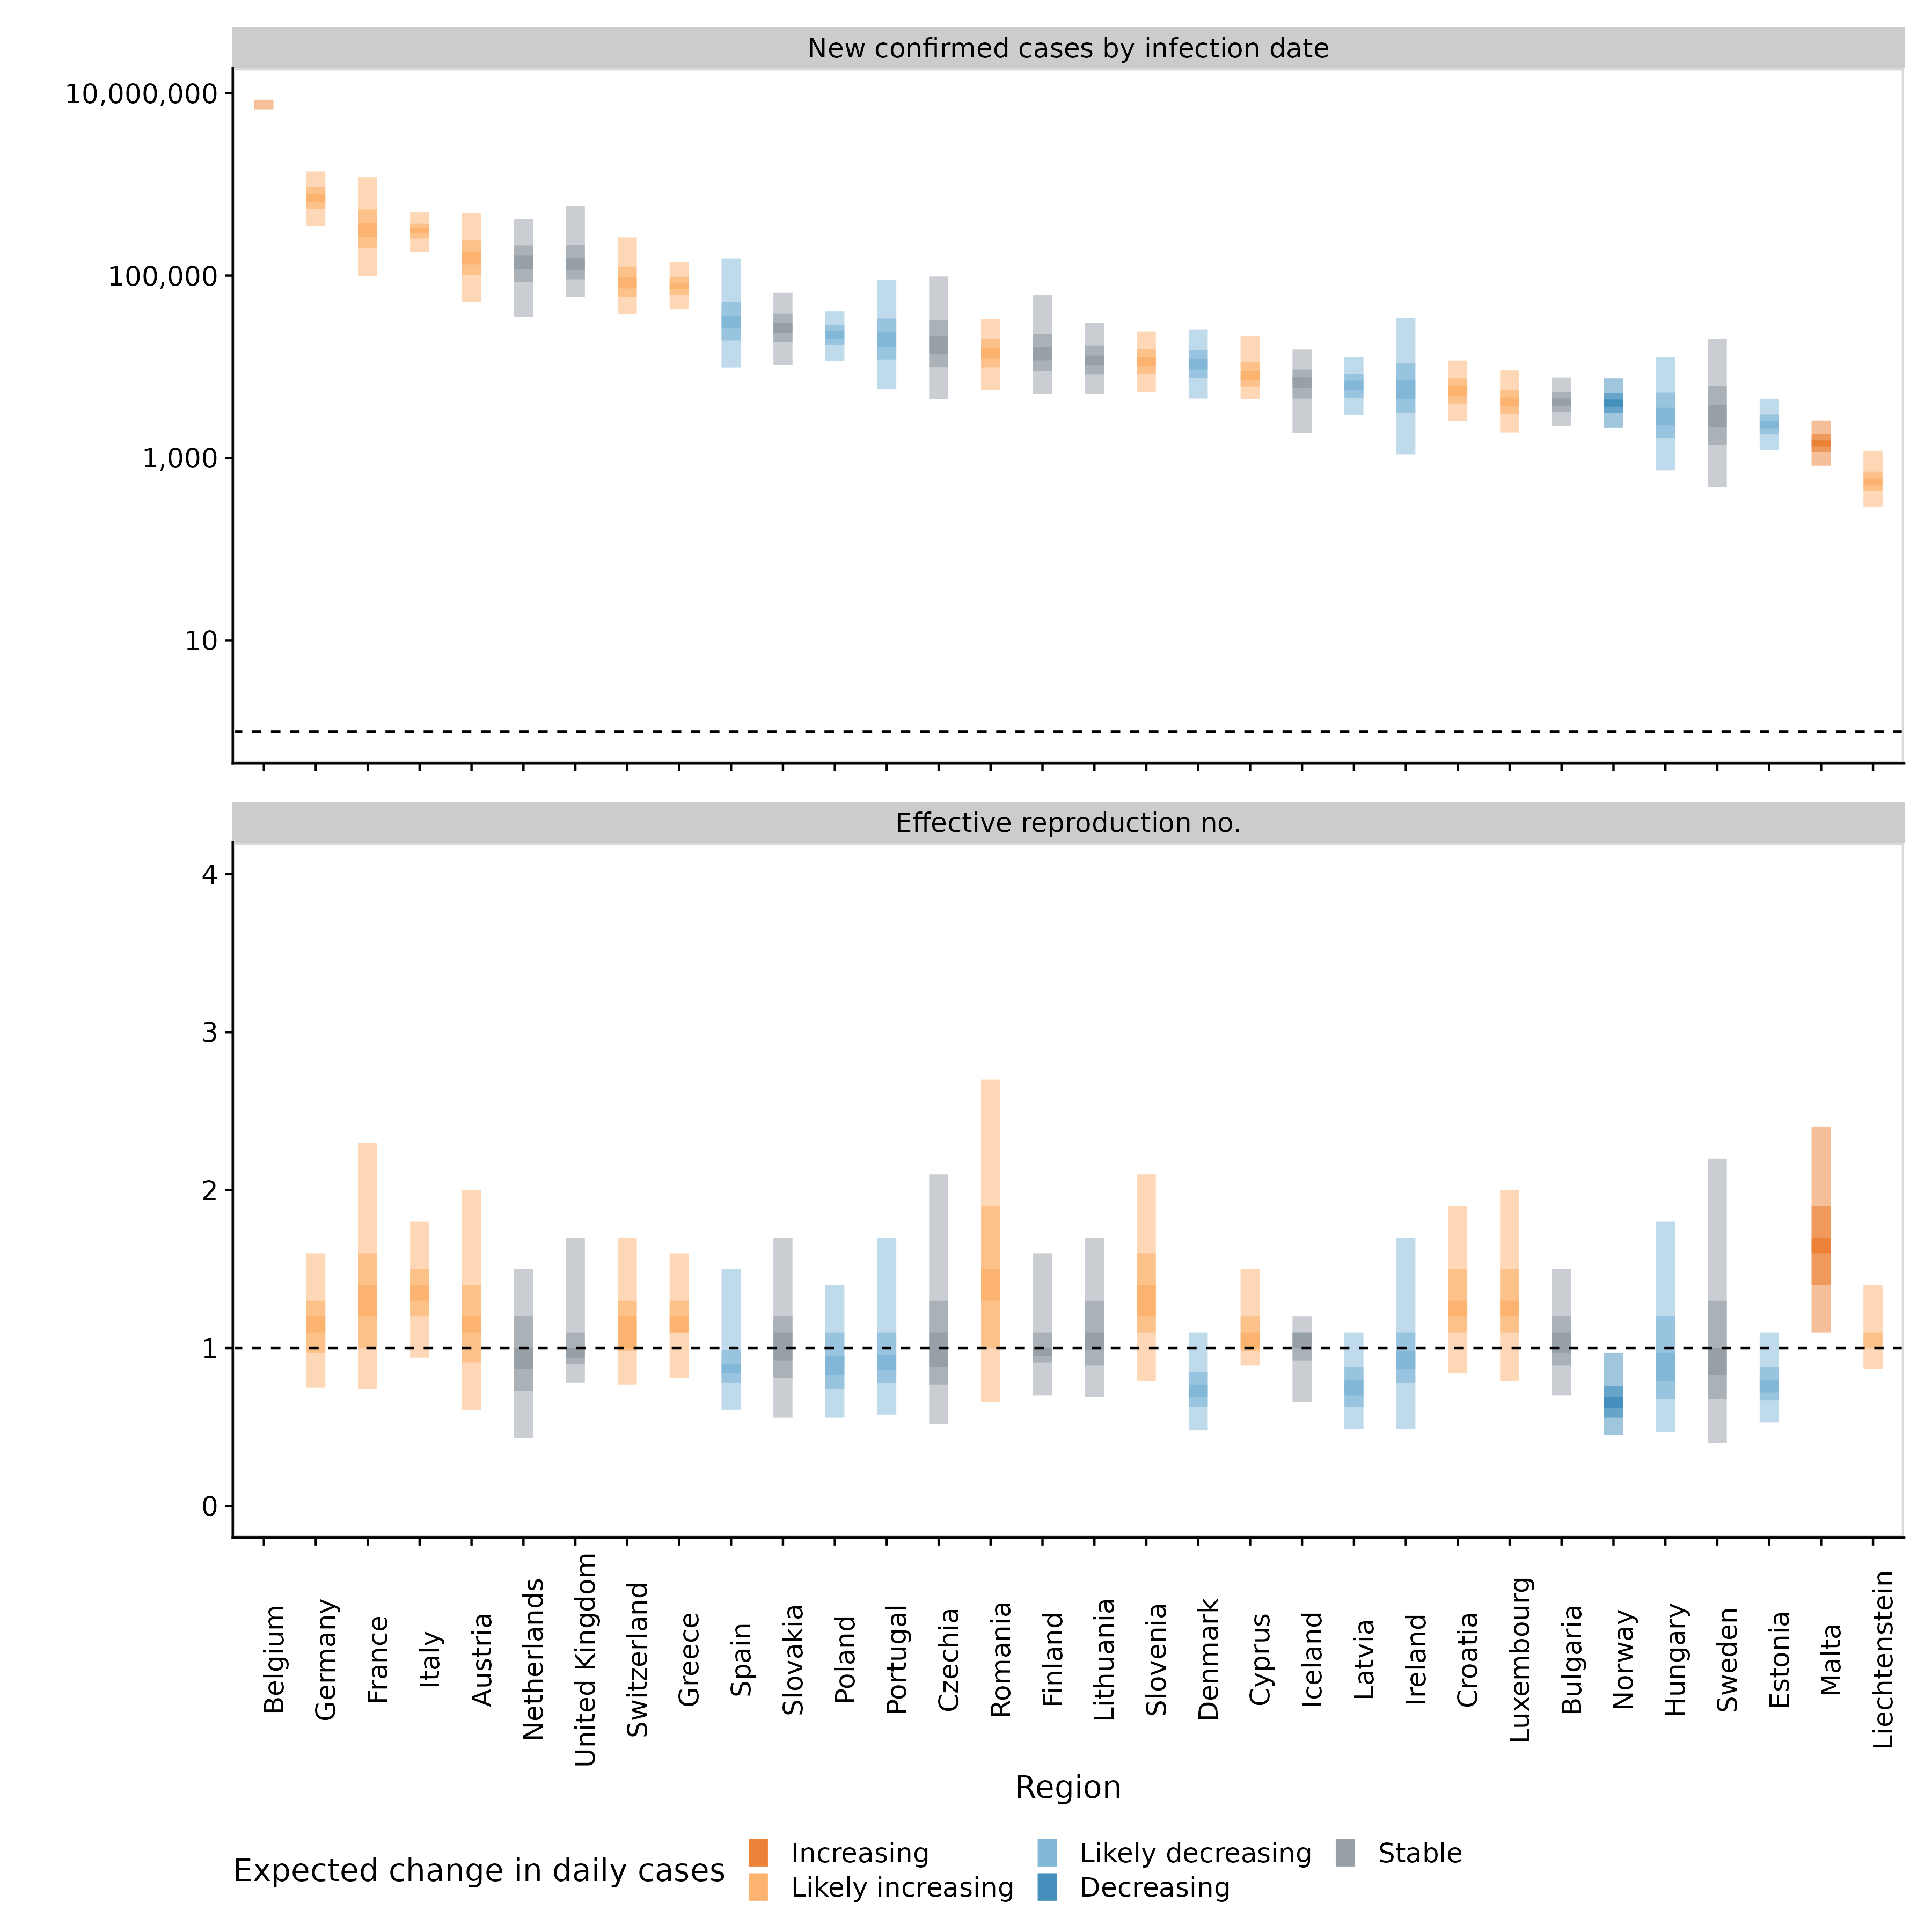 New confirmed cases by infection date
10,000,000
100,000
1,000
10
Effective reproduction no.
4
3
2
1
0
Belgium
Germany
France
Italy
Austria
Netherlands
United Kingdom
Switzerland
Greece
Spain
Slovakia
Poland
Portugal
Czechia
Romania
Finland
Lithuania
Slovenia
Denmark
Cyprus
Iceland
Latvia
Ireland
Croatia
Luxembourg
Bulgaria
Norway
Hungary
Sweden
Estonia
Malta
Liechtenstein
Region
Expected change in daily cases
Increasing
Likely increasing
Likely decreasing
Decreasing
Stable